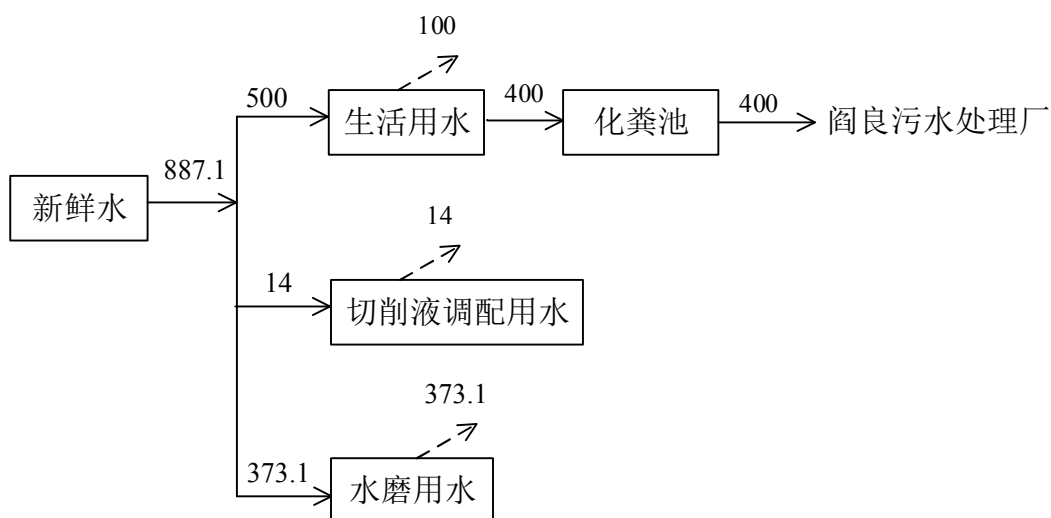 100
500
生活用水
400
化粪池
400
阎良污水处理厂
新鲜水
887.1
14
14
切削液调配用水
373.1
373.1
水磨用水